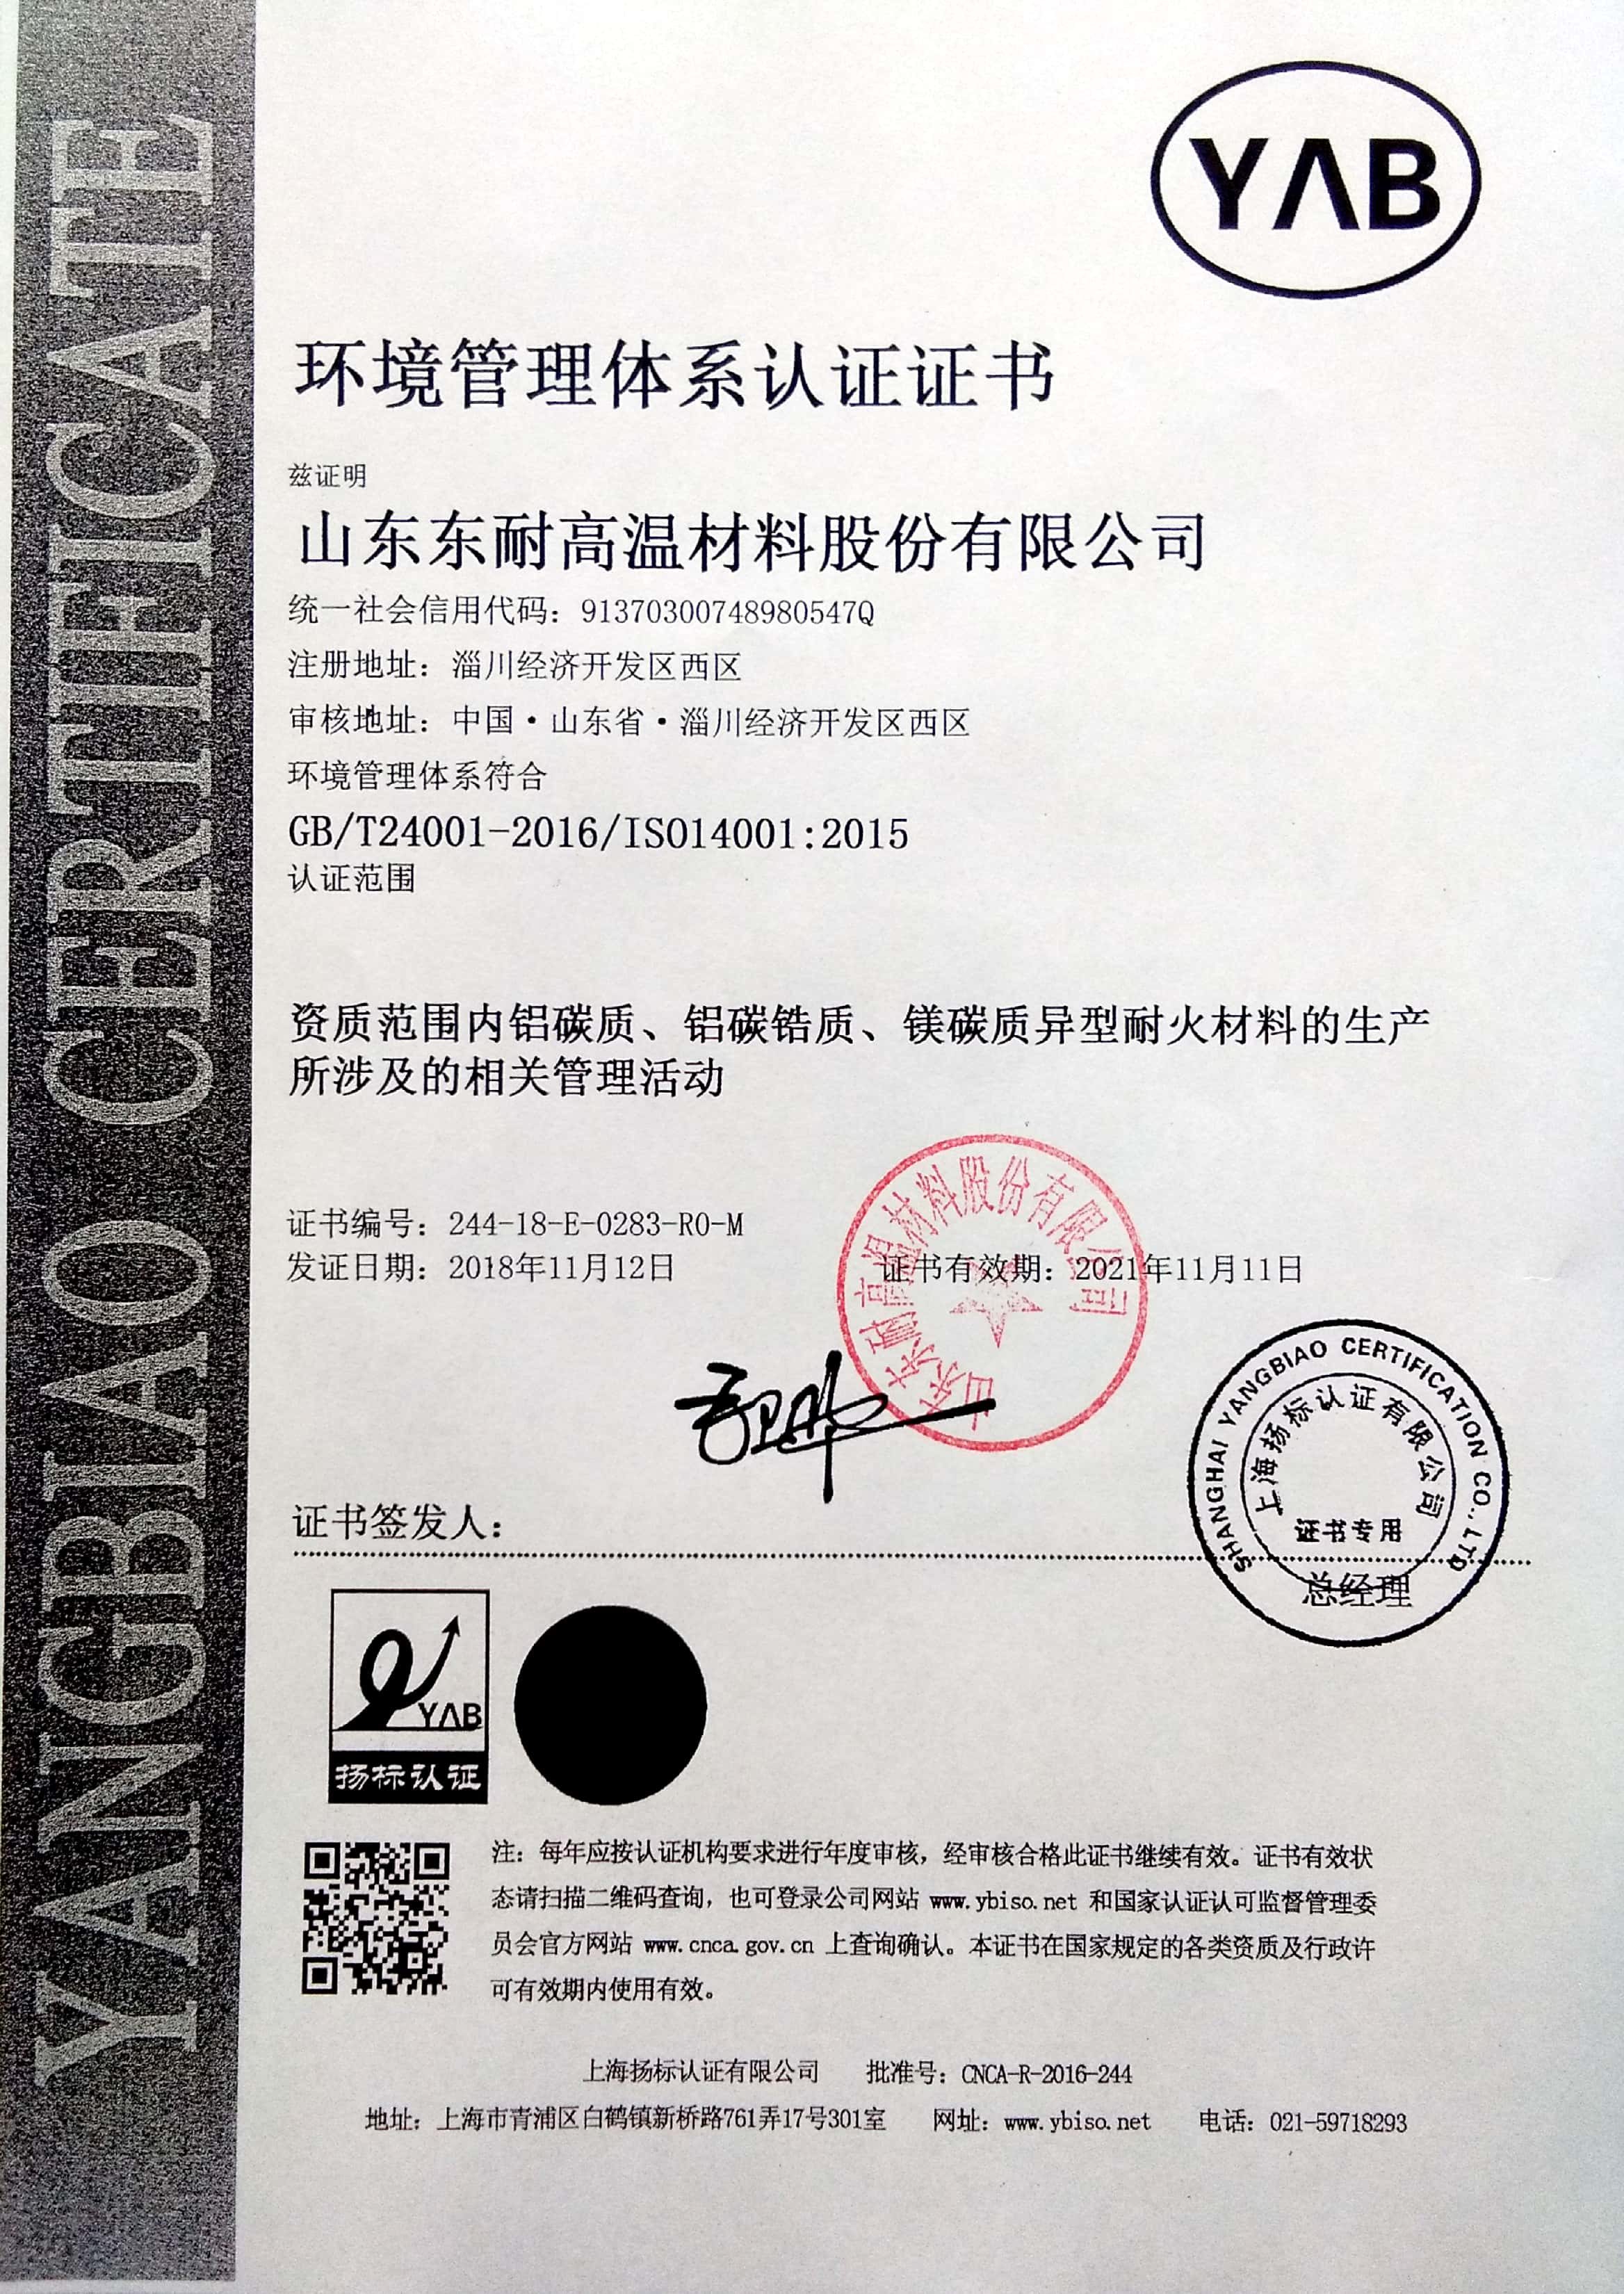 YANGBIAO CERTIFICATE
YAB
环境管理体系认证证书
兹证明
山东东耐高温材料股份有限公司
统一社会信用代码：91370300748980547Q
注册地址：淄川经济开发区西区
审核地址：中国·山东省·淄川经济开发区西区
环境管理体系符合
GB/T24001-2016/ISO14001:2015
认证范围
资质范围内铝碳质、铝碳锆质、镁碳质异型耐火材料的生产
所涉及的相关管理活动
证书编号：244-18-E-0283-R0-M
发证日期：2018年11月12日
证书有效期：2021年11月11日
山东东耐高温材料股份有限公司
SHANGHAI YANGBIAO CERTIFICATION CO., LTD
上海扬标认证有限公司
证书专用
证书签发人：
总经理
YAB
扬标认证
注：每年应按认证机构要求进行年度审核，经审核合格此证书继续有效。证书有效状
态请扫描二维码查询，也可登录公司网站 www.ybiso.net 和国家认证认可监督管理委
员会官方网站 www.cnca.gov.cn 上查询确认。本证书在国家规定的各类资质及行政许
可有效期内使用有效。
上海扬标认证有限公司 批准号：CNCA-R-2016-244
地址：上海市青浦区白鹤镇新桥路761弄17号301室 网址：www.ybiso.net 电话：021-59718293